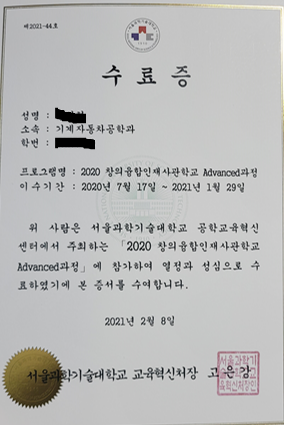 제2021-44호
수 료 증
성명 :
소속 : 기계자동차공학과
학번 :
프로그램명 : 2020 창의융합인재사관학교 Advanced과정
이수기간 : 2020년 7월 17일 ~ 2021년 1월 29일
위 사람은 서울과학기술대학교 공학교육혁신
센터에서 주최하는 「2020 창의융합인재사관학교
Advanced과정」에 참가하여 열정과 성심으로 수
료하였기에 본 증서를 수여합니다.
2021년 2월 8일
서울과학기술대학교 교육혁신처장 고은강